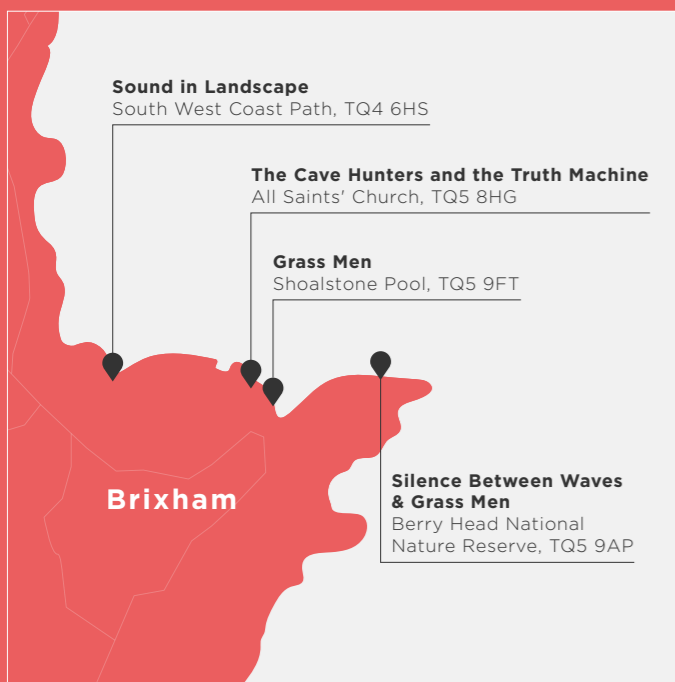 Sound in Landscape
South West Coast Path, TQ4 6HS
The Cave Hunters and the Truth Machine
All Saints' Church, TQ5 8HG
Grass Men
Shoalstone Pool, TQ5 9FT
Brixham
Silence Between Waves
& Grass Men
Berry Head National
Nature Reserve, TQ5 9AP